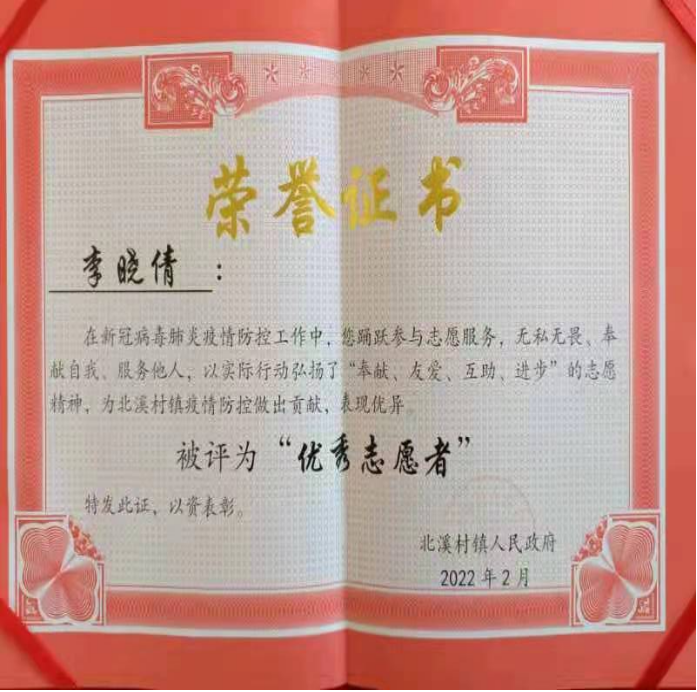 荣誉证书
李晓倩：
在新冠病毒肺炎疫情防控工作中，您踊跃参与志愿服务，无私无畏、奉
献自我、服务他人，以实际行动弘扬了“奉献、友爱、互助、进步”的志愿
精神，为北溪村镇疫情防控做出贡献，表现优异。
被评为“优秀志愿者”
特发此证，以资表彰。
北溪村镇人民政府
2022年2月